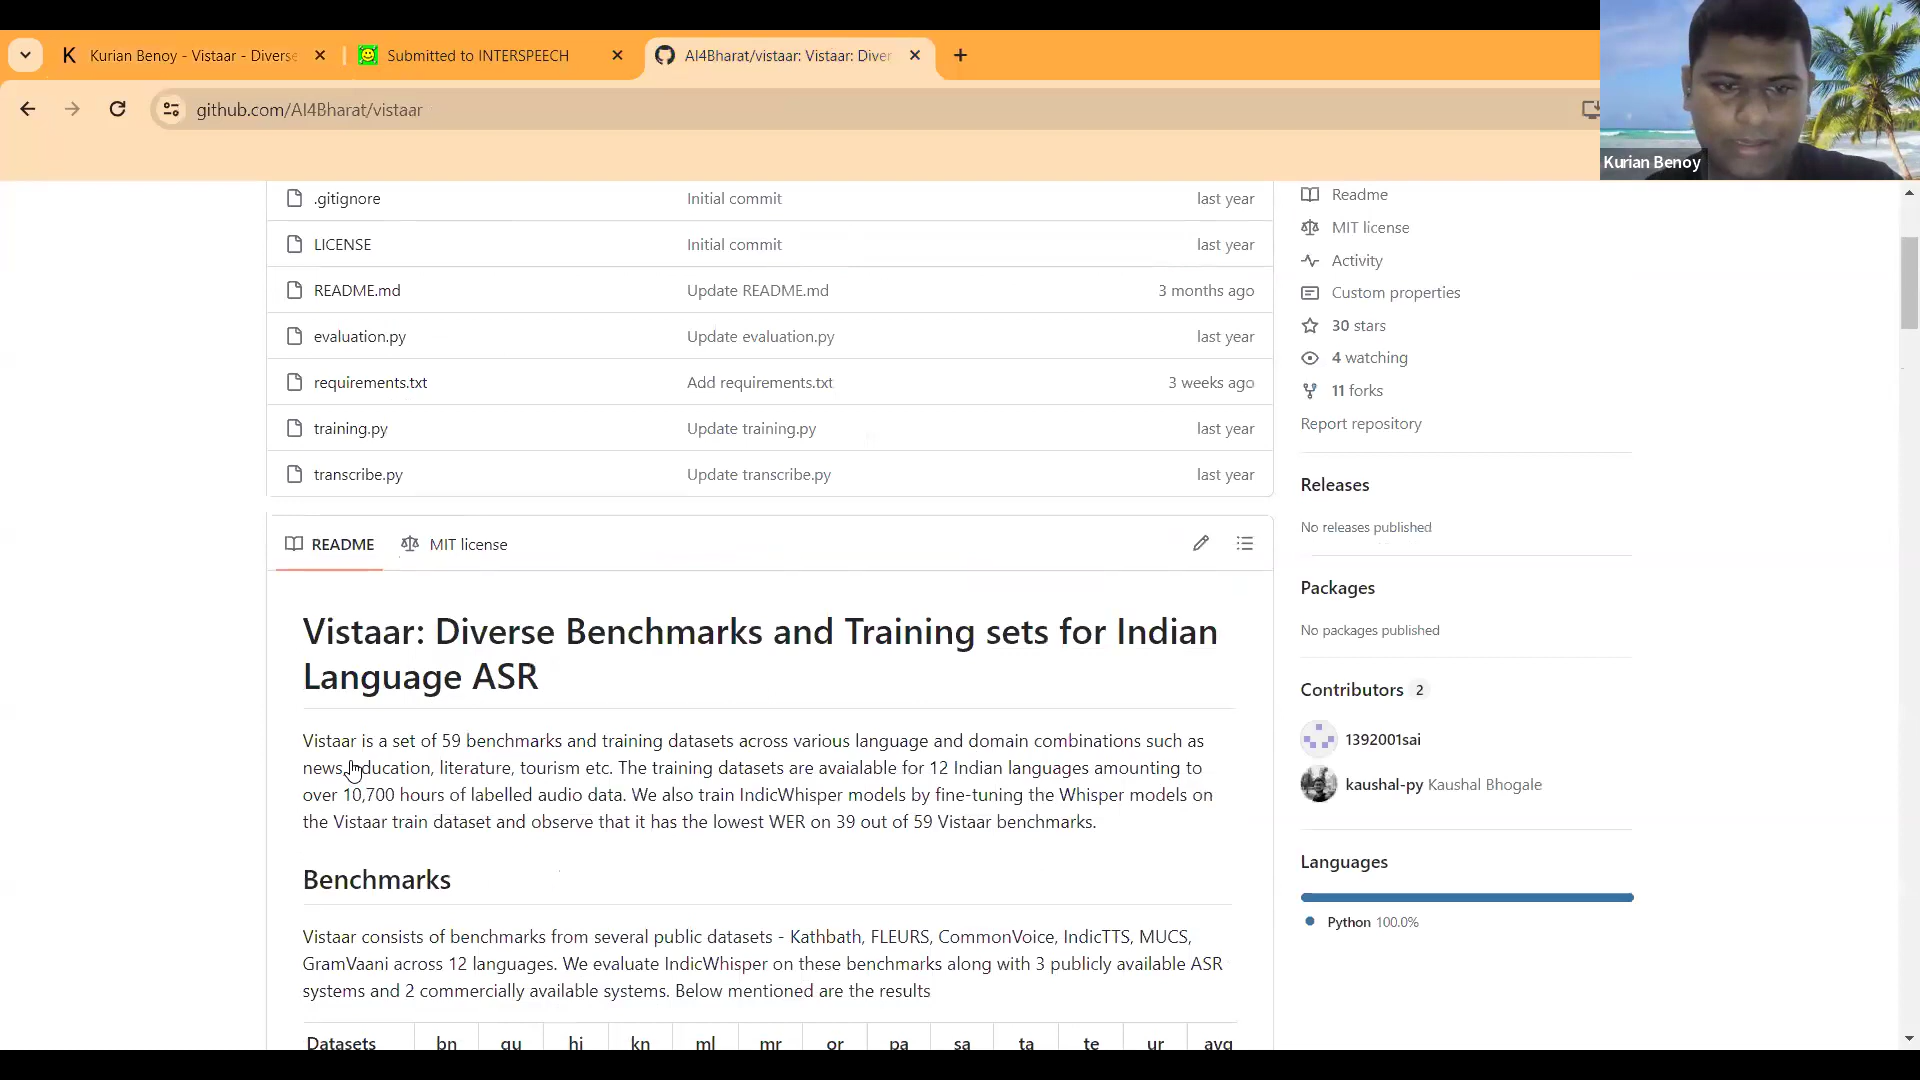 Kurian Benoy - Vistaar - Diverse
Submitted to INTERSPEECH
AI4Bharat/vistaar: Vistaar: Diver
github.com/AI4Bharat/vistaar
Kurian Benoy
.gitignore Initial commit last year
LICENSE Initial commit last year
README.md Update README.md 3 months ago
evaluation.py Update evaluation.py last year
requirements.txt Add requirements.txt 3 weeks ago
training.py Update training.py last year
transcribe.py Update transcribe.py last year
README MIT license
Vistaar: Diverse Benchmarks and Training sets for Indian
Language ASR
Vistaar is a set of 59 benchmarks and training datasets across various language and domain combinations such as
news, education, literature, tourism etc. The training datasets are avaialable for 12 Indian languages amounting to
over 10,700 hours of labelled audio data. We also train IndicWhisper models by fine-tuning the Whisper models on
the Vistaar train dataset and observe that it has the lowest WER on 39 out of 59 Vistaar benchmarks.
Benchmarks
Vistaar consists of benchmarks from several public datasets - Kathbath, FLEURS, CommonVoice, IndicTTS, MUCS,
GramVaani across 12 languages. We evaluate IndicWhisper on these benchmarks along with 3 publicly available ASR
systems and 2 commercially available systems. Below mentioned are the results
Datasets bn gu hi kn ml mr or pa sa ta te ur avg
Readme
MIT license
Activity
Custom properties
30 stars
4 watching
11 forks
Report repository
Releases
No releases published
Packages
No packages published
Contributors 2
1392001sai
kaushal-py Kaushal Bhogale
Languages
Python 100.0%